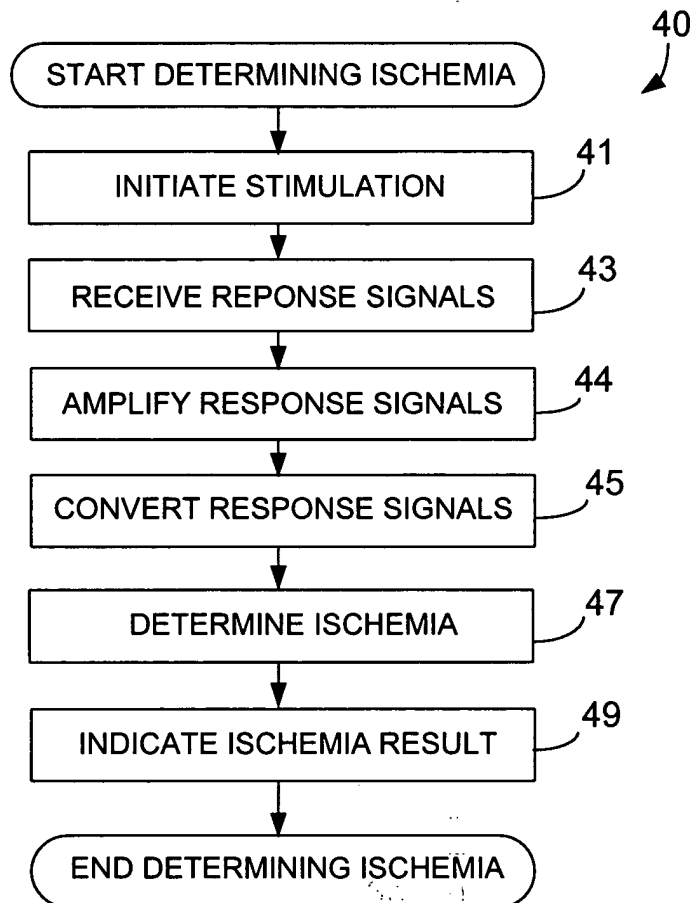 40
START DETERMINING ISCHEMIA
41
INITIATE STIMULATION
43
RECEIVE REPONSE SIGNALS
44
AMPLIFY RESPONSE SIGNALS
45
CONVERT RESPONSE SIGNALS
47
DETERMINE ISCHEMIA
49
INDICATE ISCHEMIA RESULT
END DETERMINING ISCHEMIA